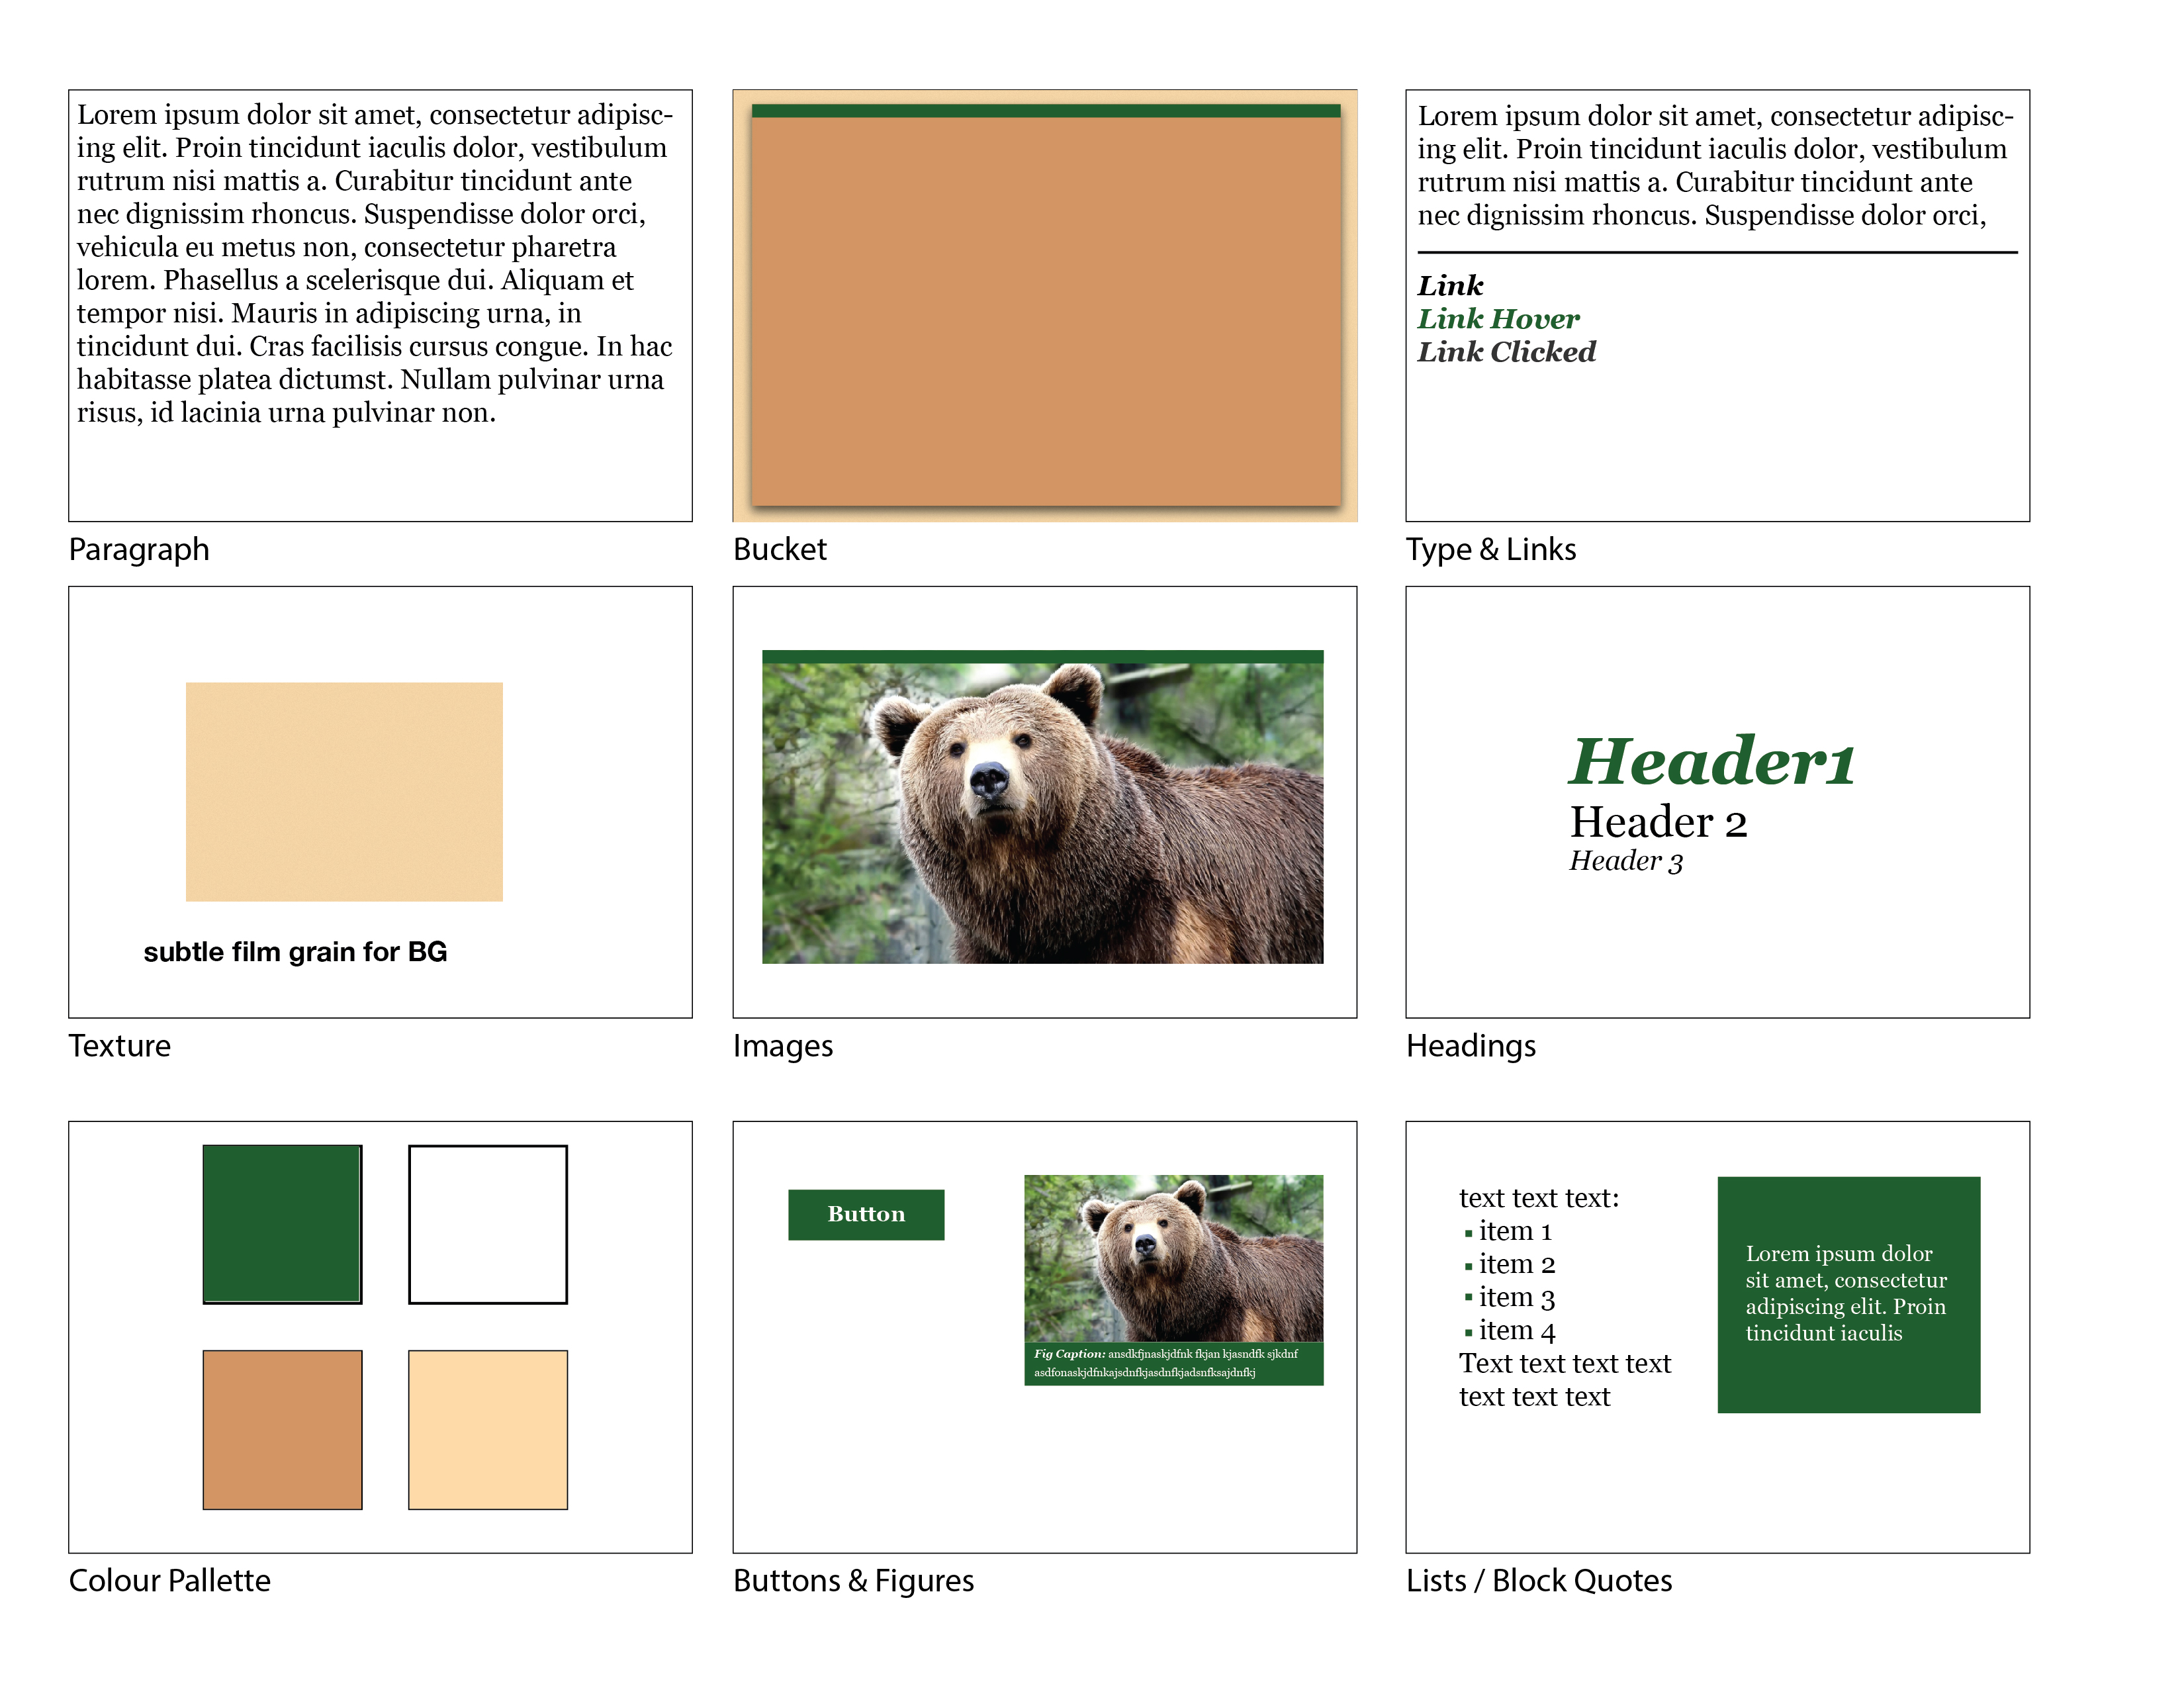 Lorem ipsum dolor sit amet, consectetur adipisc-
ing elit. Proin tincidunt iaculis dolor, vestibulum
rutrum nisi mattis a. Curabitur tincidunt ante
nec dignissim rhoncus. Suspendisse dolor orci,
vehicula eu metus non, consectetur pharetra
lorem. Phasellus a scelerisque dui. Aliquam et
tempor nisi. Mauris in adipiscing urna, in
tincidunt dui. Cras facilisis cursus congue. In hac
habitasse platea dictumst. Nullam pulvinar urna
risus, id lacinia urna pulvinar non.
Paragraph
Bucket
Lorem ipsum dolor sit amet, consectetur adipisc-
ing elit. Proin tincidunt iaculis dolor, vestibulum
rutrum nisi mattis a. Curabitur tincidunt ante
nec dignissim rhoncus. Suspendisse dolor orci,
Link
Link Hover
Link Clicked
Type & Links
subtle film grain for BG
Texture
Images
Header1
Header 2
Header 3
Headings
Colour Pallette
Button
Fig Caption: ansdkfjnaskjdfnk fkjan kjasndfk sjkdnf
asdfonaskjdfnkajsdnfkjasdnfkjadsnfksajdnfkj
Buttons & Figures
text text text:
item 1
item 2
item 3
item 4
Text text text text
text text text
Lorem ipsum dolor
sit amet, consectetur
adipiscing elit. Proin
tincidunt iaculis
Lists / Block Quotes